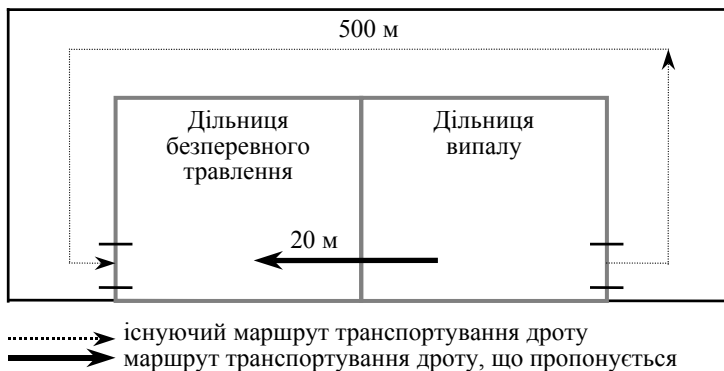 500 м
Дільниця
безперевного
травлення
Дільниця
випалу
20 м
існуючий маршрут транспортування дроту
маршрут транспортування дроту, що пропонується